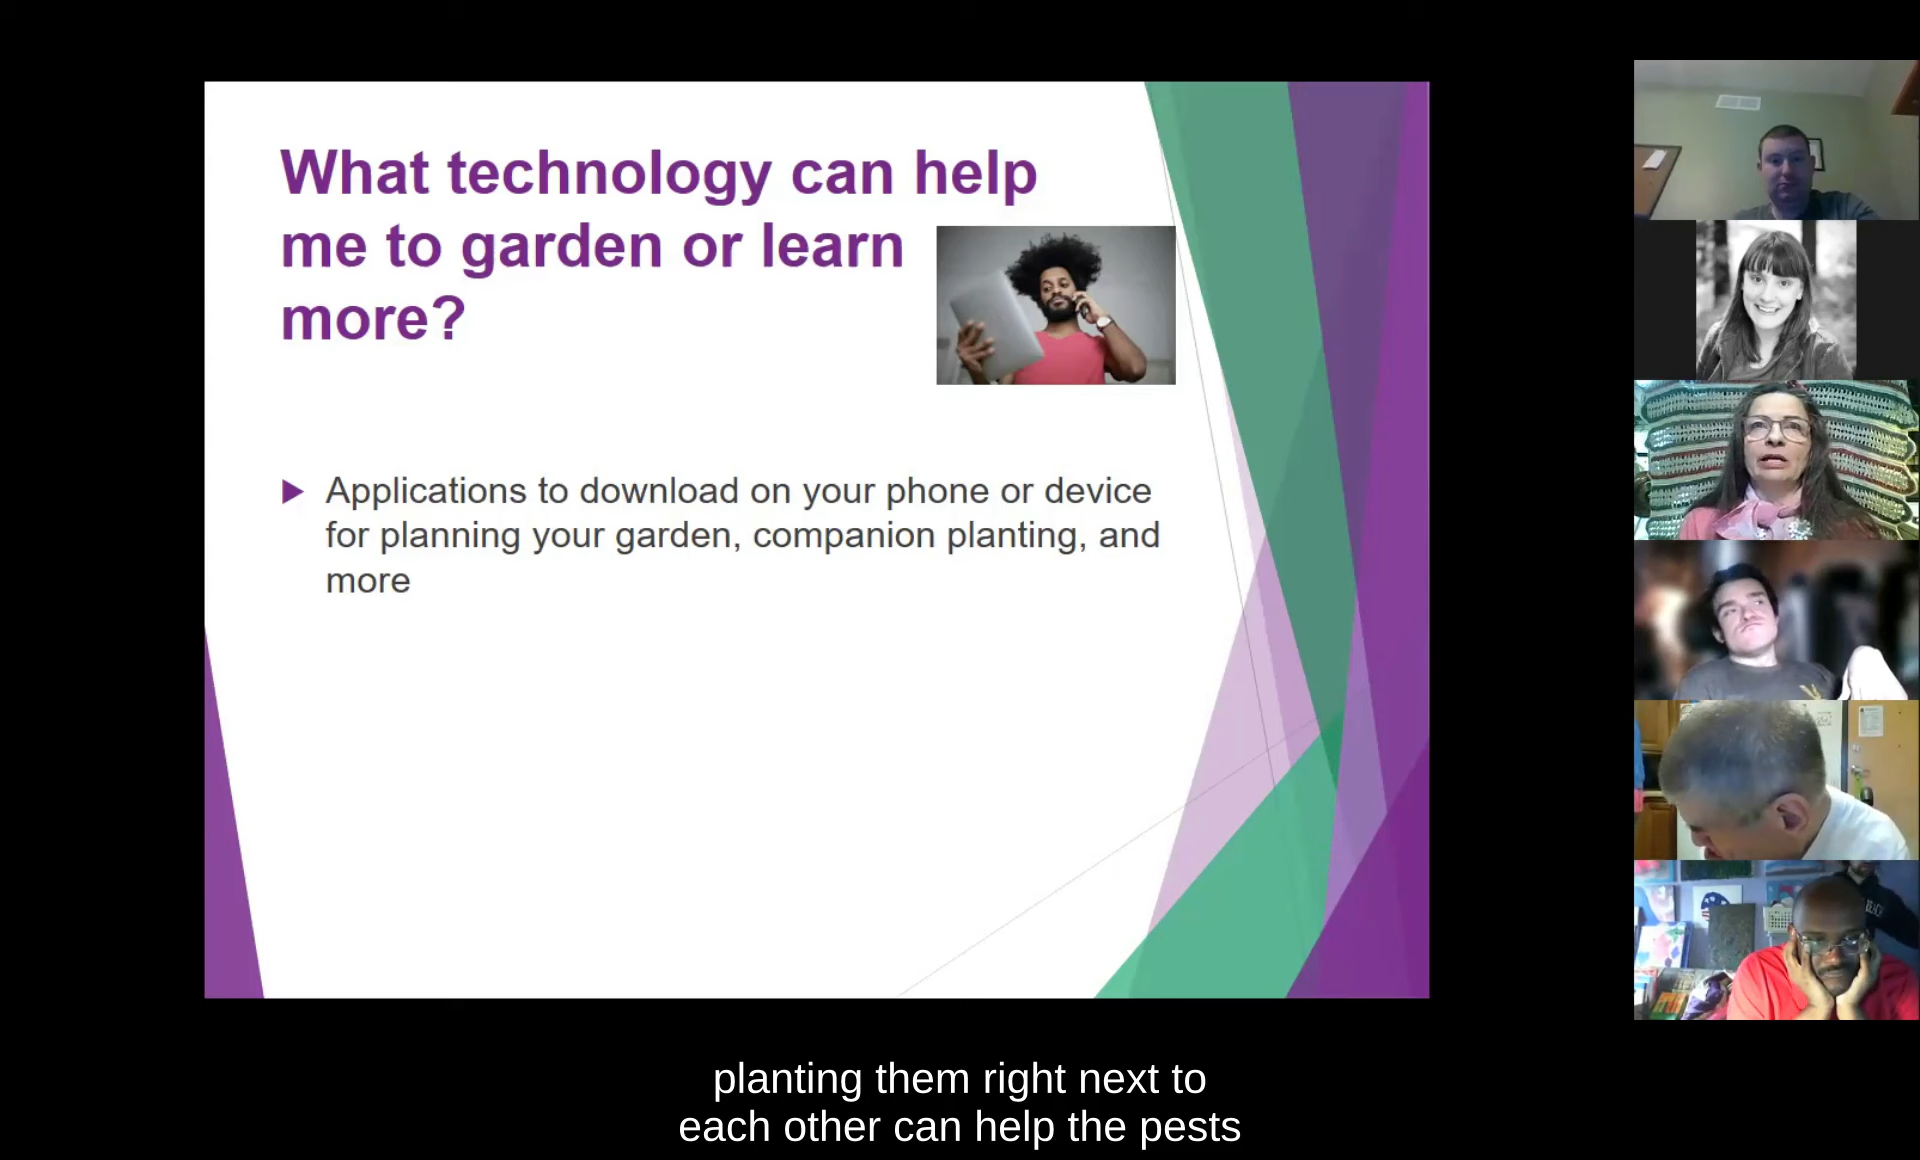 What technology can help
me to garden or learn
more?
Applications to download on your phone or device
for planning your garden, companion planting, and
more
BEACH
planting them right next to
each other can help the pests